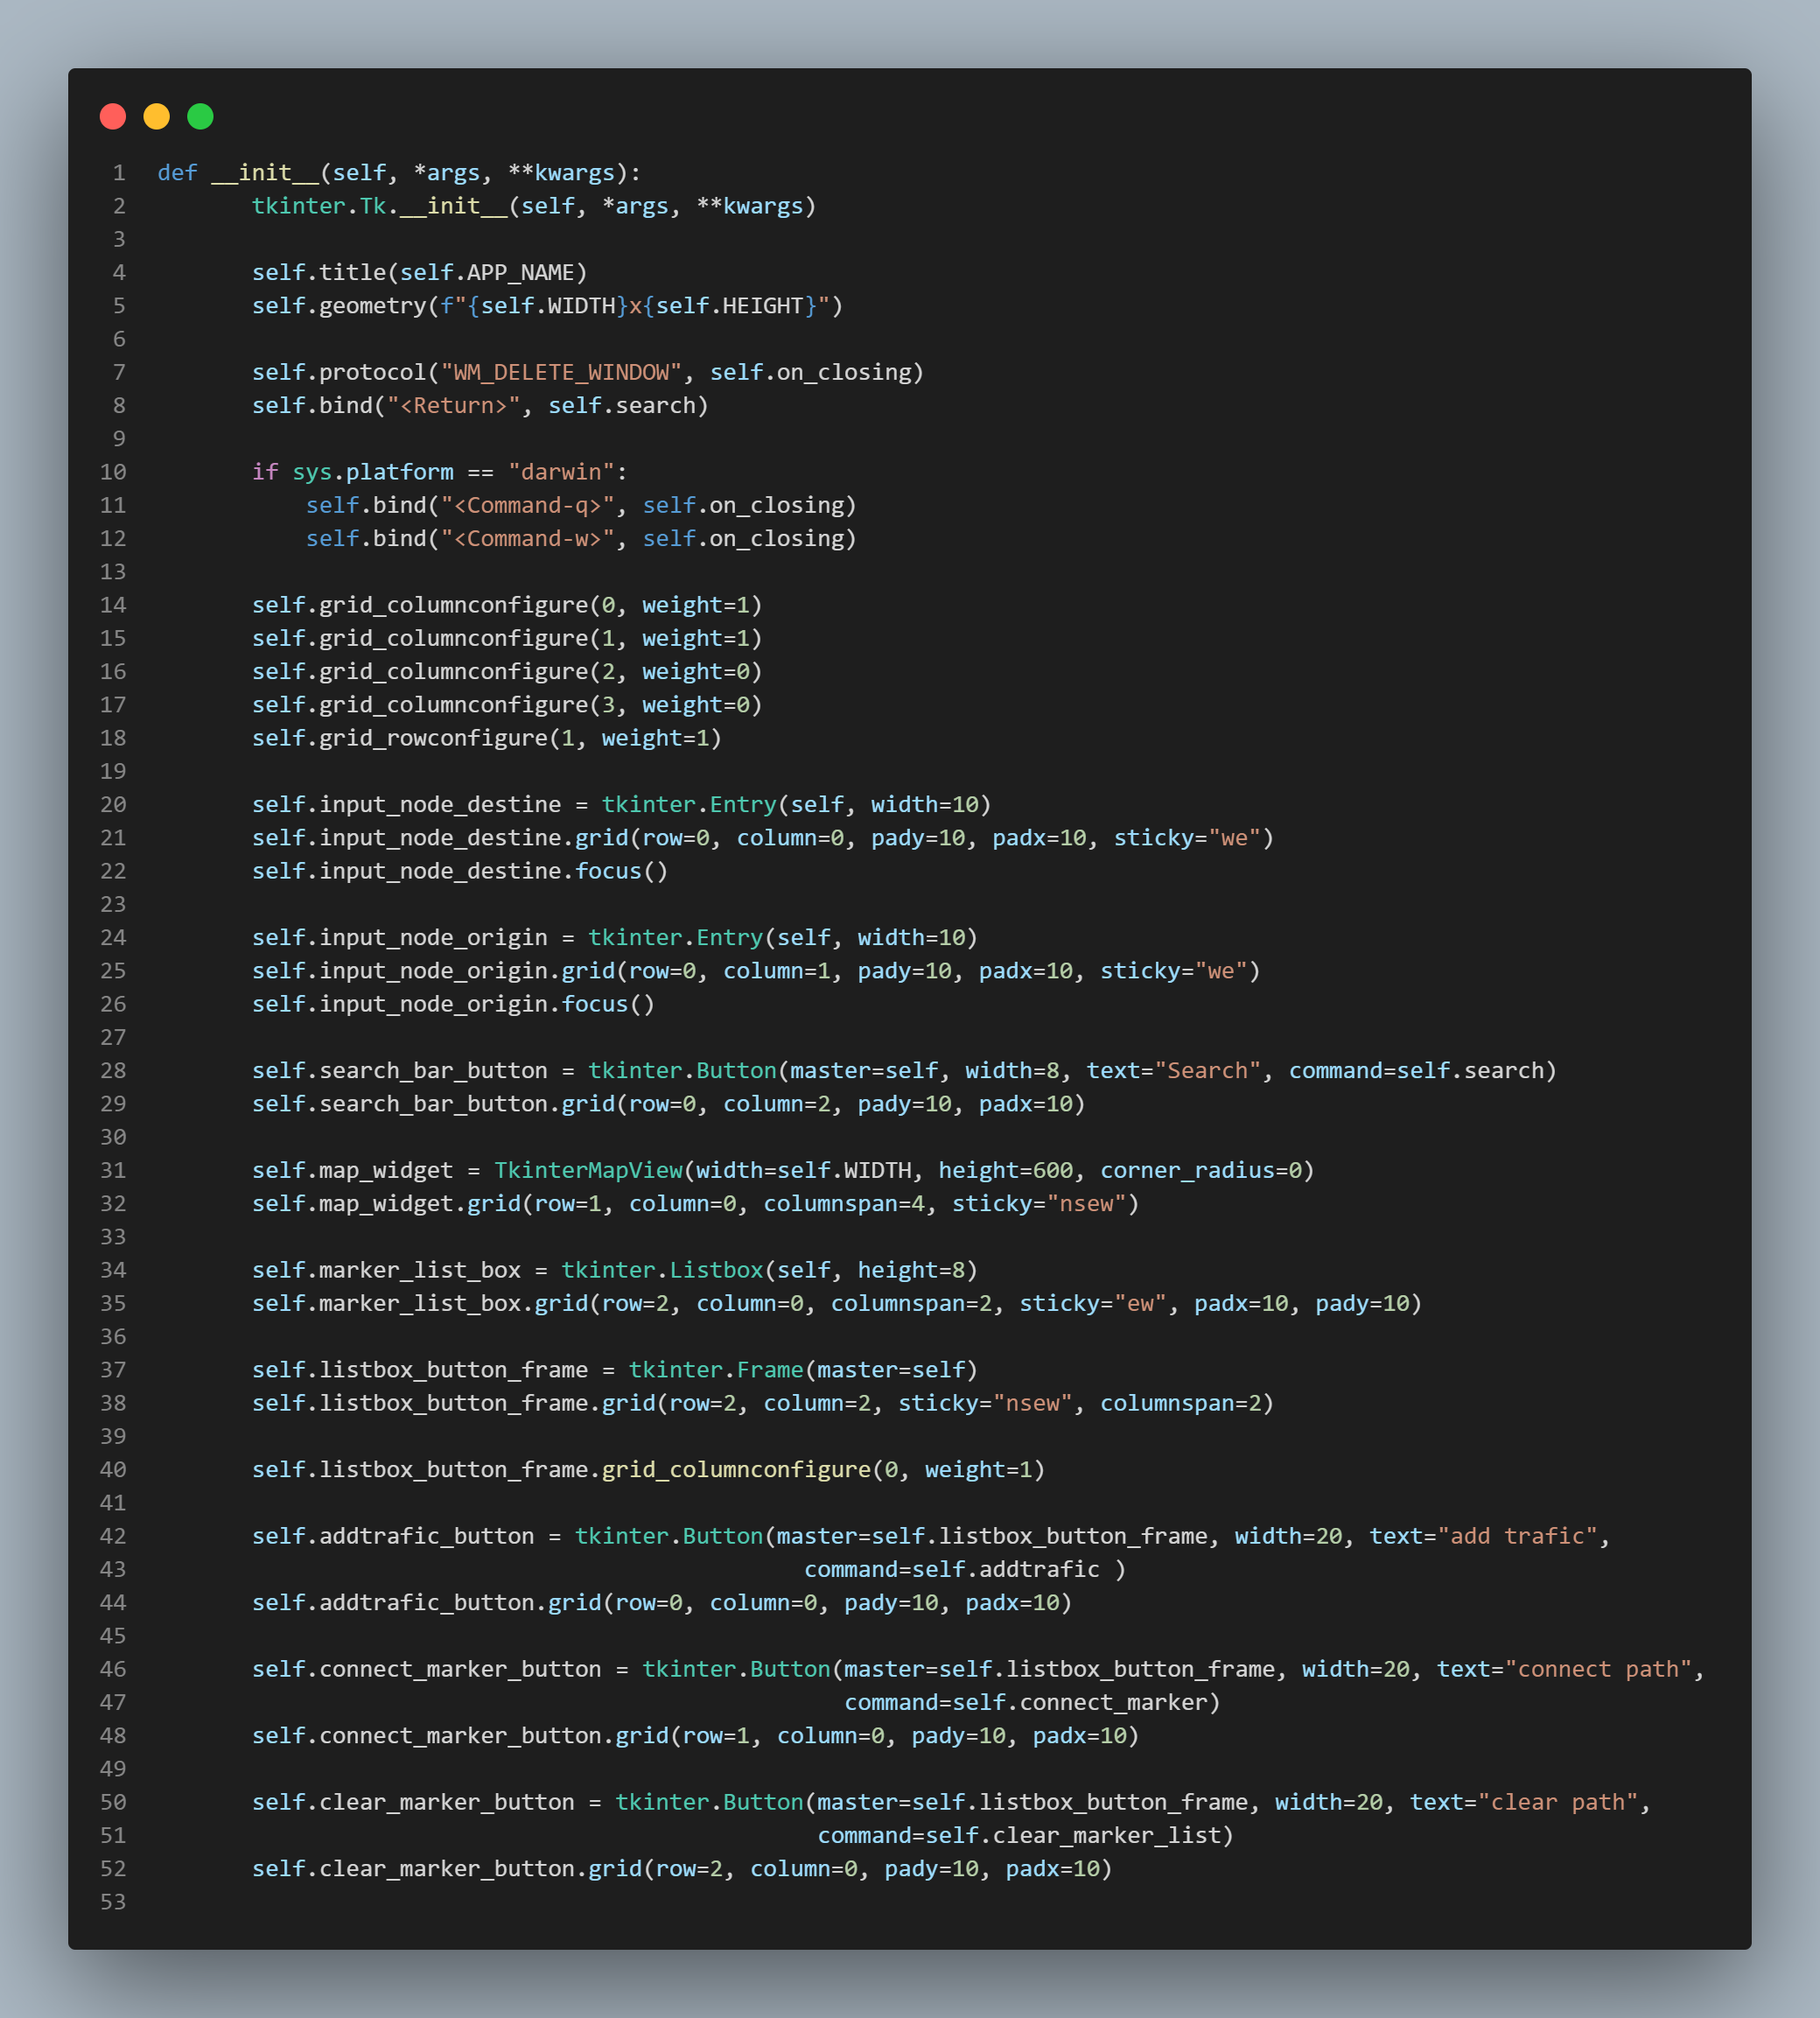 1 def __init__(self, *args, **kwargs):
2        tkinter.Tk.__init__(self, *args, **kwargs)
3
4        self.title(self.APP_NAME)
5        self.geometry(f"{self.WIDTH}x{self.HEIGHT}")
6
7        self.protocol("WM_DELETE_WINDOW", self.on_closing)
8        self.bind("<Return>", self.search)
9
10        if sys.platform == "darwin":
11            self.bind("<Command-q>", self.on_closing)
12            self.bind("<Command-w>", self.on_closing)
13
14        self.grid_columnconfigure(0, weight=1)
15        self.grid_columnconfigure(1, weight=1)
16        self.grid_columnconfigure(2, weight=0)
17        self.grid_columnconfigure(3, weight=0)
18        self.grid_rowconfigure(1, weight=1)
19
20        self.input_node_destine = tkinter.Entry(self, width=10)
21        self.input_node_destine.grid(row=0, column=0, pady=10, padx=10, sticky="we")
22        self.input_node_destine.focus()
23
24        self.input_node_origin = tkinter.Entry(self, width=10)
25        self.input_node_origin.grid(row=0, column=1, pady=10, padx=10, sticky="we")
26        self.input_node_origin.focus()
27
28        self.search_bar_button = tkinter.Button(master=self, width=8, text="Search", command=self.search)
29        self.search_bar_button.grid(row=0, column=2, pady=10, padx=10)
30
31        self.map_widget = TkinterMapView(width=self.WIDTH, height=600, corner_radius=0)
32        self.map_widget.grid(row=1, column=0, columnspan=4, sticky="nsew")
33
34        self.marker_list_box = tkinter.Listbox(self, height=8)
35        self.marker_list_box.grid(row=2, column=0, columnspan=2, sticky="ew", padx=10, pady=10)
36
37        self.listbox_button_frame = tkinter.Frame(master=self)
38        self.listbox_button_frame.grid(row=2, column=2, sticky="nsew", columnspan=2)
39
40        self.listbox_button_frame.grid_columnconfigure(0, weight=1)
41
42        self.addtrafic_button = tkinter.Button(master=self.listbox_button_frame, width=20, text="add trafic",
43                                                 command=self.addtrafic )
44        self.addtrafic_button.grid(row=0, column=0, pady=10, padx=10)
45
46        self.connect_marker_button = tkinter.Button(master=self.listbox_button_frame, width=20, text="connect path",
47                                                    command=self.connect_marker)
48        self.connect_marker_button.grid(row=1, column=0, pady=10, padx=10)
49
50        self.clear_marker_button = tkinter.Button(master=self.listbox_button_frame, width=20, text="clear path",
51                                                  command=self.clear_marker_list)
52        self.clear_marker_button.grid(row=2, column=0, pady=10, padx=10)
53